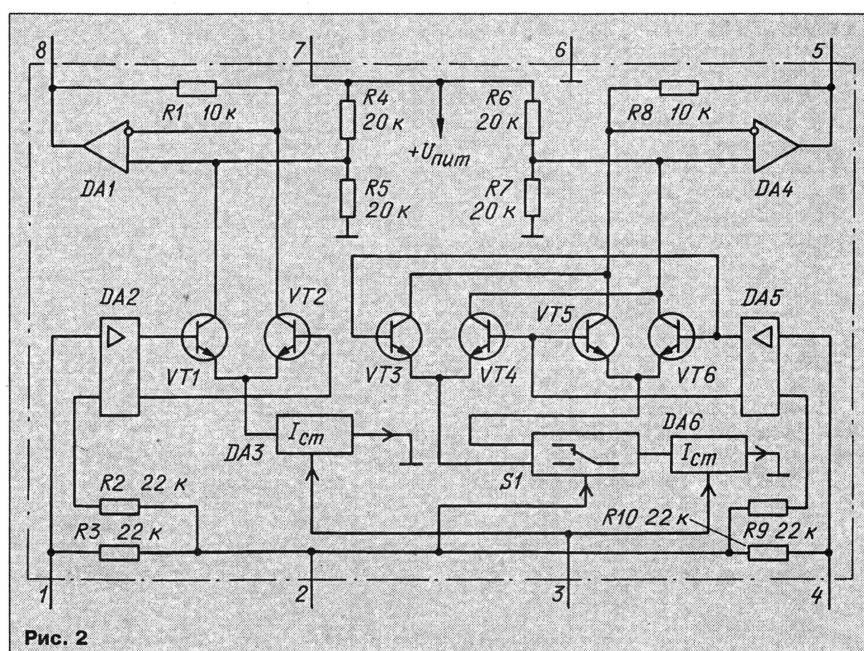 8 7 6 5
R1 10 к
R4
20 к
R6
20 к
R8 10 к
+Uпит
DA1
R5
20 к
R7
20 к
DA4
DA2
VT2
VT5
DA5
VT1
VT3
VT4
VT6
DA3
Iст
DA6
Iст
S1
R2 22 к
R3 22 к
R10 22 к
R9 22 к
1 2 3 4
Рис. 2